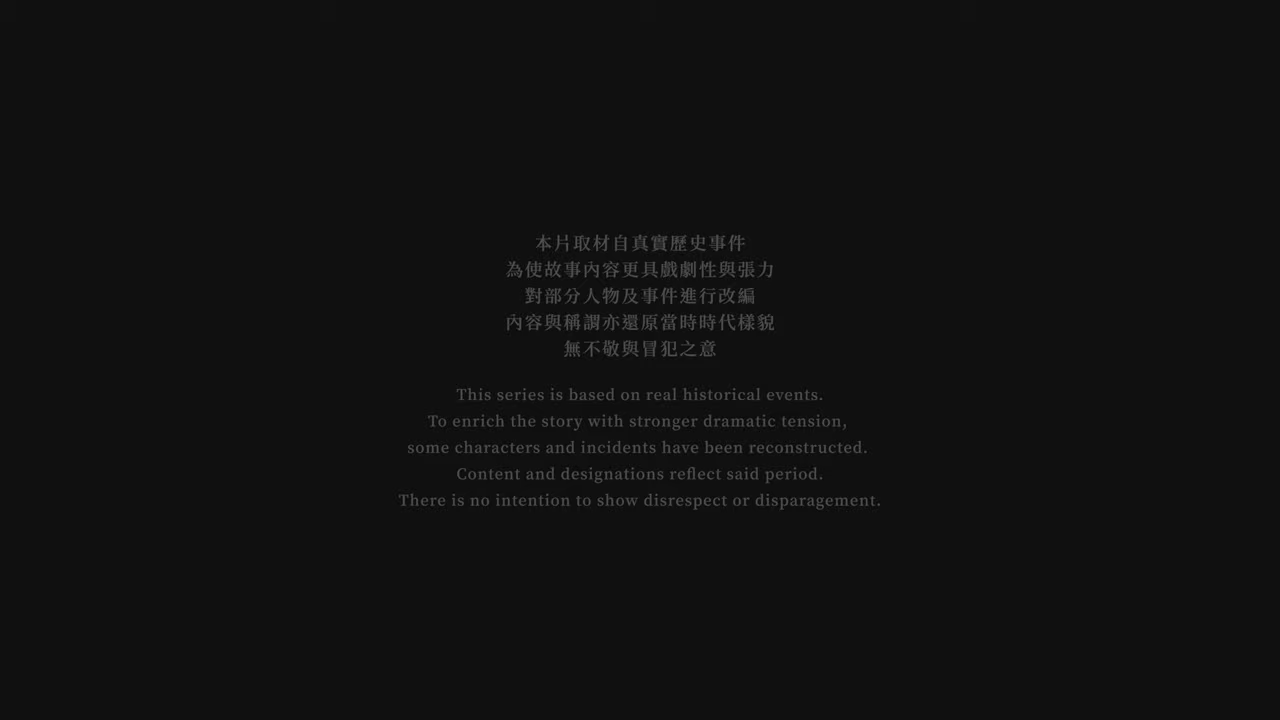 本片取材自真實歷史事件
為使故事內容更具戲劇性與張力
對部分人物及事件進行改編
內容與稱謂亦還原當時時代樣貌
無不敬與冒犯之意
This series is based on real historical events.
To enrich the story with stronger dramatic tension,
some characters and incidents have been reconstructed.
Content and designations reflect said period.
There is no intention to show disrespect or disparagement.